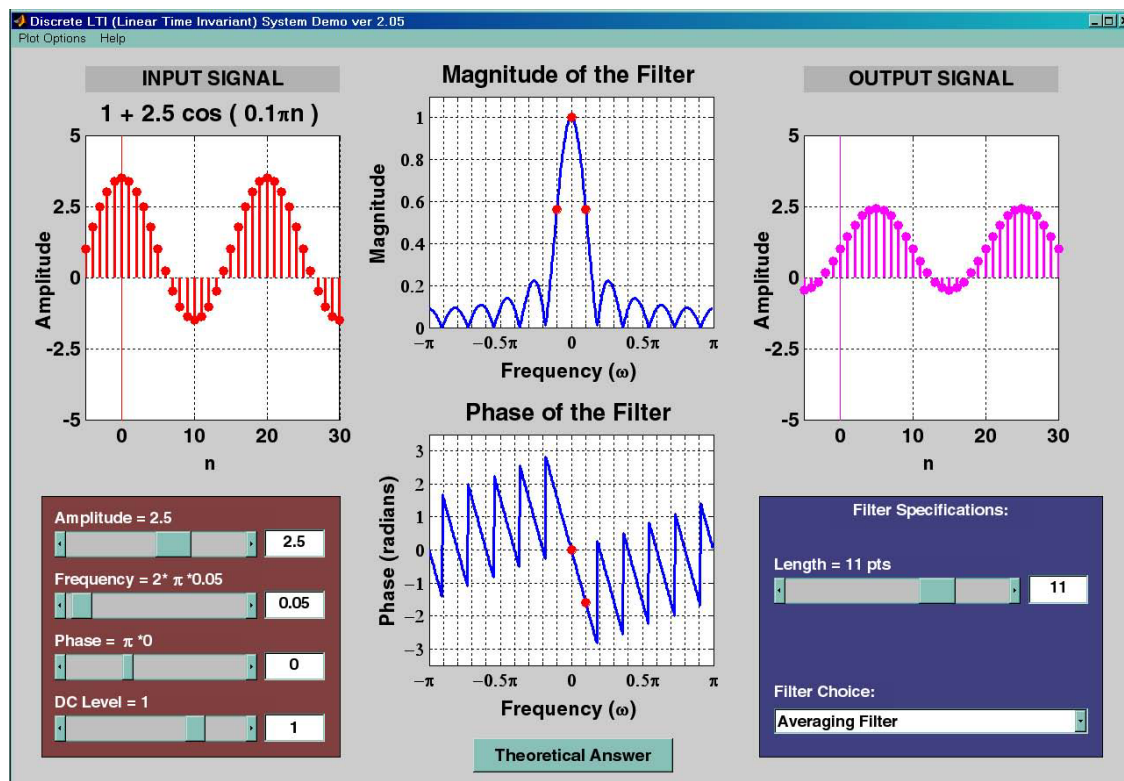 Discrete LTI (Linear Time Invariant) System Demo ver 2.05
Plot Options Help
INPUT SIGNAL
1 + 2.5 cos ( 0.1πn )
5
2.5
0
-2.5
-5
Amplitude
0 10 20 30
n
Magnitude of the Filter
1
0.8
0.6
0.4
0.2
0
Magnitude
−π −0.5π 0 0.5π π
Frequency (ω)
Phase of the Filter
3
2
1
0
−1
−2
−3
Phase (radians)
−π −0.5π 0 0.5π π
Frequency (ω)
Theoretical Answer
OUTPUT SIGNAL
5
2.5
0
-2.5
-5
Amplitude
0 10 20 30
n
Amplitude = 2.5
2.5
Frequency = 2* π *0.05
0.05
Phase = π *0
0
DC Level = 1
1
Filter Specifications:
Length = 11 pts
11
Filter Choice:
Averaging Filter